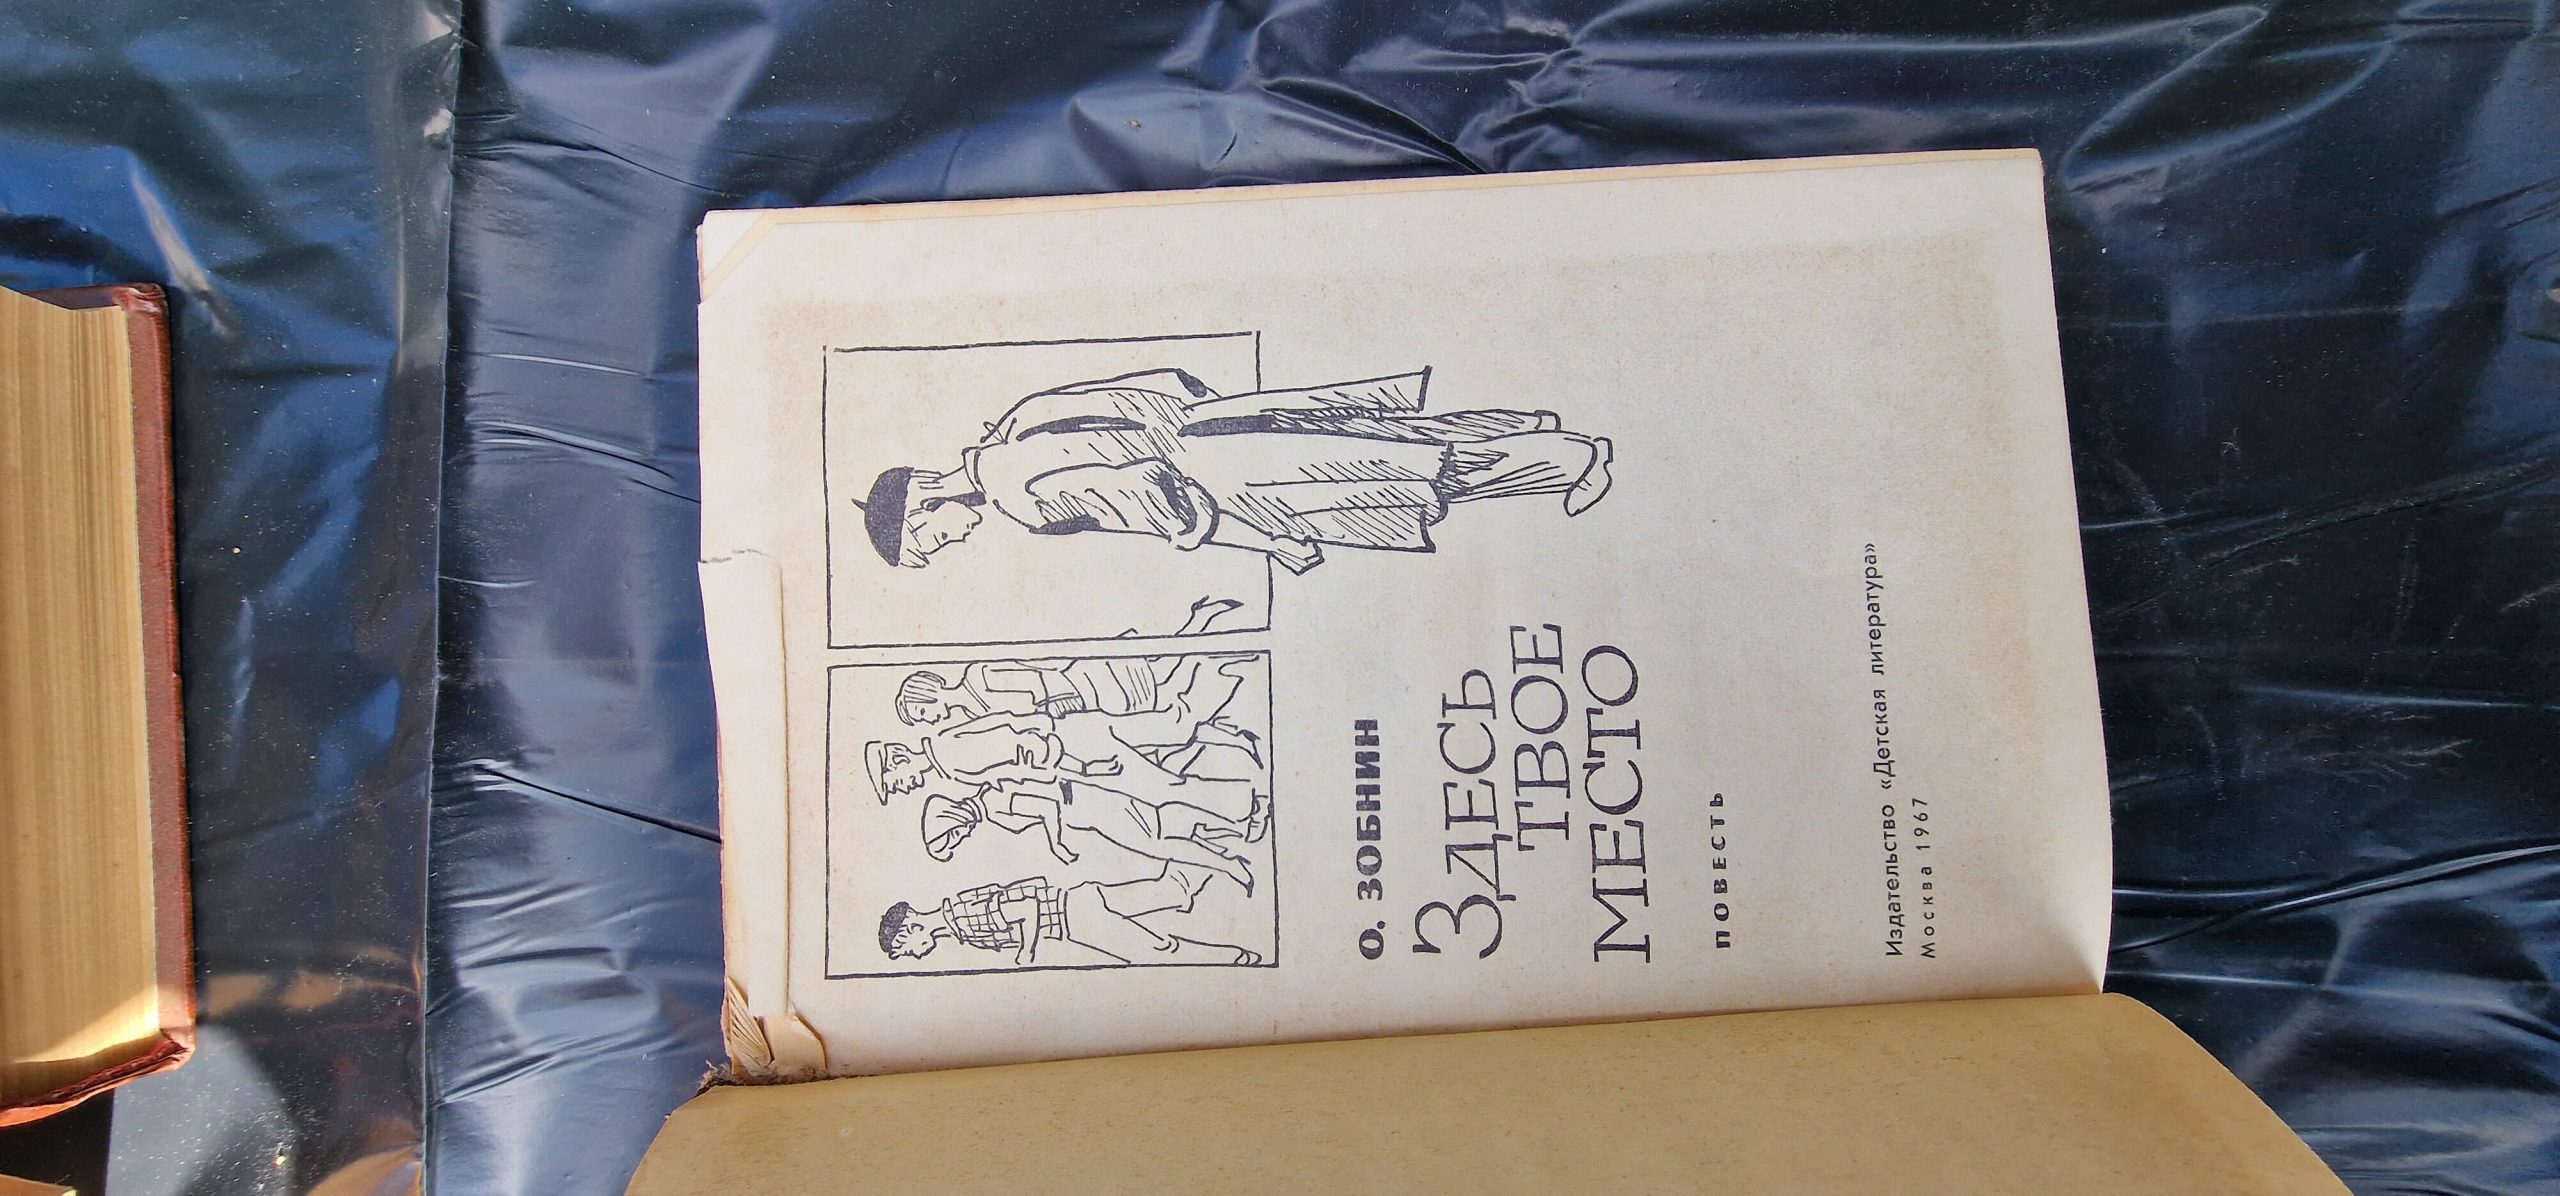 О. ЗОБНИН
ЗДЕСЬ
ТВОЕ
МЕСТО
ПОВЕСТЬ
Издательство «Детская литература»
Москва 1967